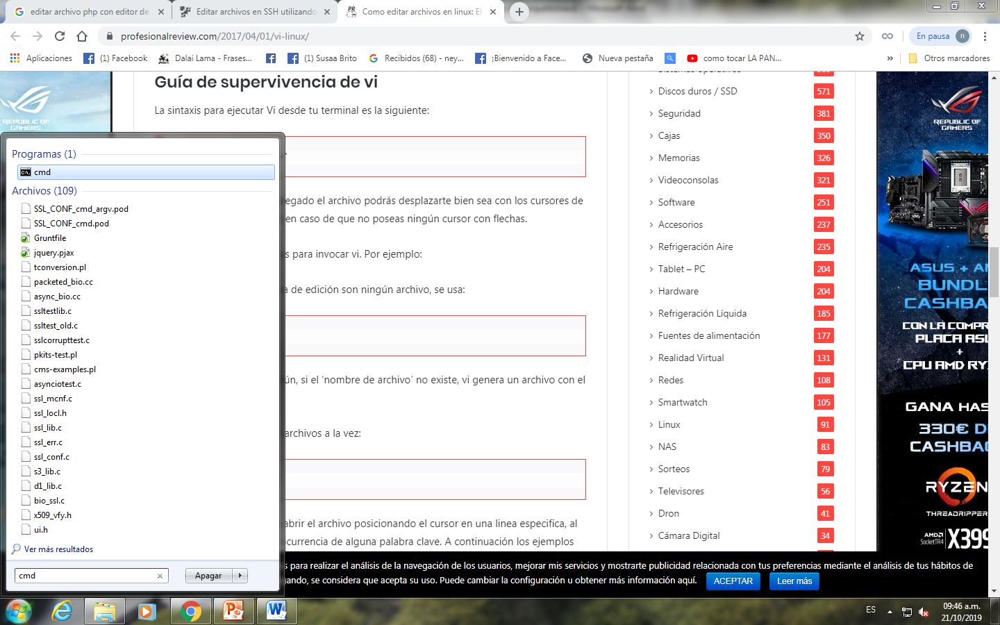 editar archivo php con editor de
Editar archivos en SSH utilizando
Como editar archivos en linux: El
profesionalreview.com/2017/04/01/vi-linux/
En pausa
n
Aplicaciones
(1) Facebook
Dalai Lama - Frases...
(1) Susaa Brito
Recibidos (68) - ney...
¡Bienvenido a Face...
Nueva pestaña
como tocar LA PAN...
»
Otros marcadores
REPUBLIC OF
GAMERS
Guía de supervivencia de vi
La sintaxis para ejecutar Vi desde tu terminal es la siguiente:
egado el archivo podrás desplazarte bien sea con los cursores de
en caso de que no poseas ningún cursor con flechas.
s para invocar vi. Por ejemplo:
a de edición son ningún archivo, se usa:
ún, si el ‘nombre de archivo’ no existe, vi genera un archivo con el
archivos a la vez:
abrir el archivo posicionando el cursor en una linea especifica, al
ocurrencia de alguna palabra clave. A continuación los ejemplos
Programas (1)
cmd
Archivos (109)
SSL_CONF_cmd_argv.pod
SSL_CONF_cmd.pod
Gruntfile
jquery.pjax
tconversion.pl
packeted_bio.cc
async_bio.cc
ssltestlib.c
ssltest_old.c
sslcorrupttest.c
pkits-test.pl
cms-examples.pl
asynciotest.c
ssl_mcnf.c
ssl_locl.h
ssl_lib.c
ssl_err.c
ssl_conf.c
s3_lib.c
d1_lib.c
bio_ssl.c
x509_vfy.h
ui.h
Ver más resultados
cmd
Apagar
Sistemas operativos
Discos duros / SSD 571
Seguridad 381
Cajas 350
Memorias 326
Videoconsolas 321
Software 251
Accesorios 237
Refrigeración Aire 235
Tablet – PC 204
Hardware 204
Refrigeración Líquida 185
Fuentes de alimentación 177
Realidad Virtual 131
Redes 108
Smartwatch 105
Linux 91
NAS 83
Sorteos 79
Televisores 56
Dron 41
Cámara Digital 34
REPUBLIC OF
GAMERS
ASUS + AM
BUNDL
CASHBA
CON LA COMPR
PLACA ASU
+
CPU AMD RY
GANA HAS
330€ DE
CASHBAC
RYZEN
THREADRIPPER
AMD
SocketTR4
X399
s para realizar el análisis de la navegación de los usuarios, mejorar mis servicios y mostrarte publicidad relacionada con tus preferencias mediante el análisis de tus hábitos de
gando, se considera que acepta su uso. Puede cambiar la configuración u obtener más información aquí.
ACEPTAR
Leer más
ES
09:46 a.m.
21/10/2019